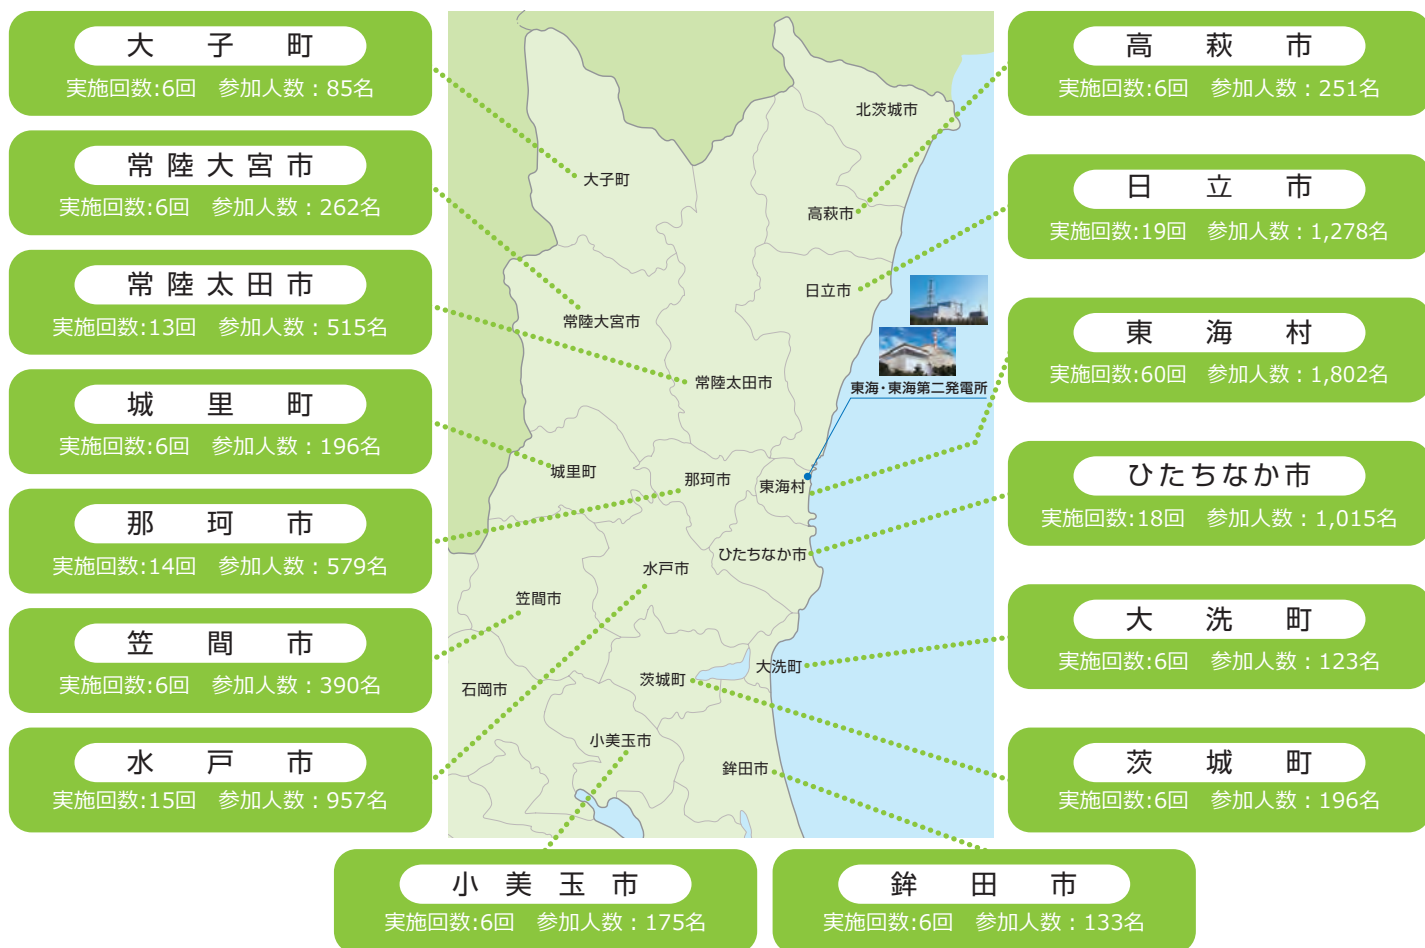 大子町
実施回数:6回 参加人数：85名
常陸大宮市
実施回数:6回 参加人数：262名
常陸太田市
実施回数:13回 参加人数：515名
城里町
実施回数:6回 参加人数：196名
那珂市
実施回数:14回 参加人数：579名
笠間市
実施回数:6回 参加人数：390名
水戸市
実施回数:15回 参加人数：957名
北茨城市
大子町
高萩市
日立市
常陸大宮市
常陸太田市
東海・東海第二発電所
城里町
那珂市
東海村
ひたちなか市
水戸市
笠間市
大洗町
茨城町
石岡市
小美玉市
鉾田市
高萩市
実施回数:6回 参加人数：251名
日立市
実施回数:19回 参加人数：1,278名
東海村
実施回数:60回 参加人数：1,802名
ひたちなか市
実施回数:18回 参加人数：1,015名
大洗町
実施回数:6回 参加人数：123名
茨城町
実施回数:6回 参加人数：196名
小美玉市
実施回数:6回 参加人数：175名
鉾田市
実施回数:6回 参加人数：133名